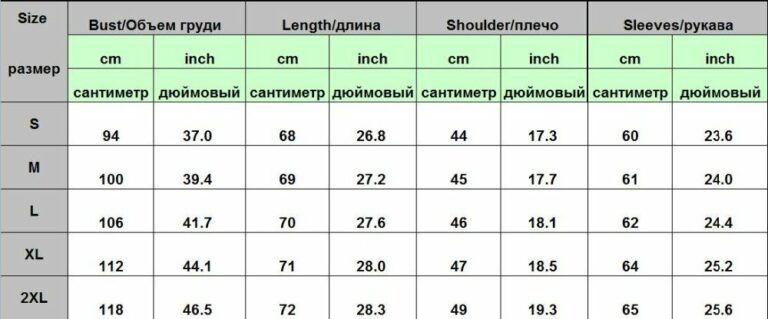 Size Bust/Объем груди Length/длина Shoulder/плечо Sleeves/рукава
размер cm inch cm inch cm inch cm inch
сантиметр дюймовый сантиметр дюймовый сантиметр дюймовый сантиметр дюймовый
S 94 37.0 68 26.8 44 17.3 60 23.6
M 100 39.4 69 27.2 45 17.7 61 24.0
L 106 41.7 70 27.6 46 18.1 62 24.4
XL 112 44.1 71 28.0 47 18.5 64 25.2
2XL 118 46.5 72 28.3 49 19.3 65 25.6